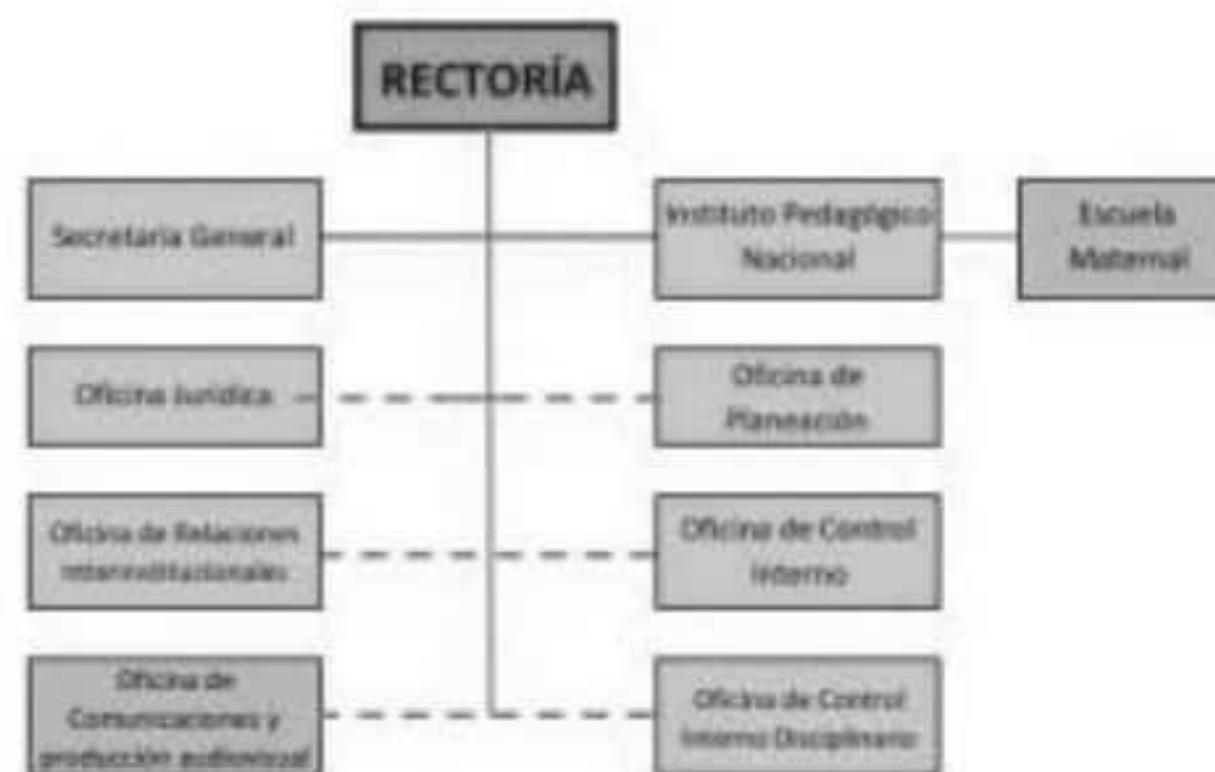 RECTORÍA
Secretaria General
Instituto Pedagógico
Nacional
Escuela
Maternal
Oficina Jurídica
Oficina de
Planeación
Oficina de Relaciones
Interinstitucionales
Oficina de Control
Interno
Oficina de
Comunicaciones y
producción audiovisual
Oficina de Control
Interno Disciplinario